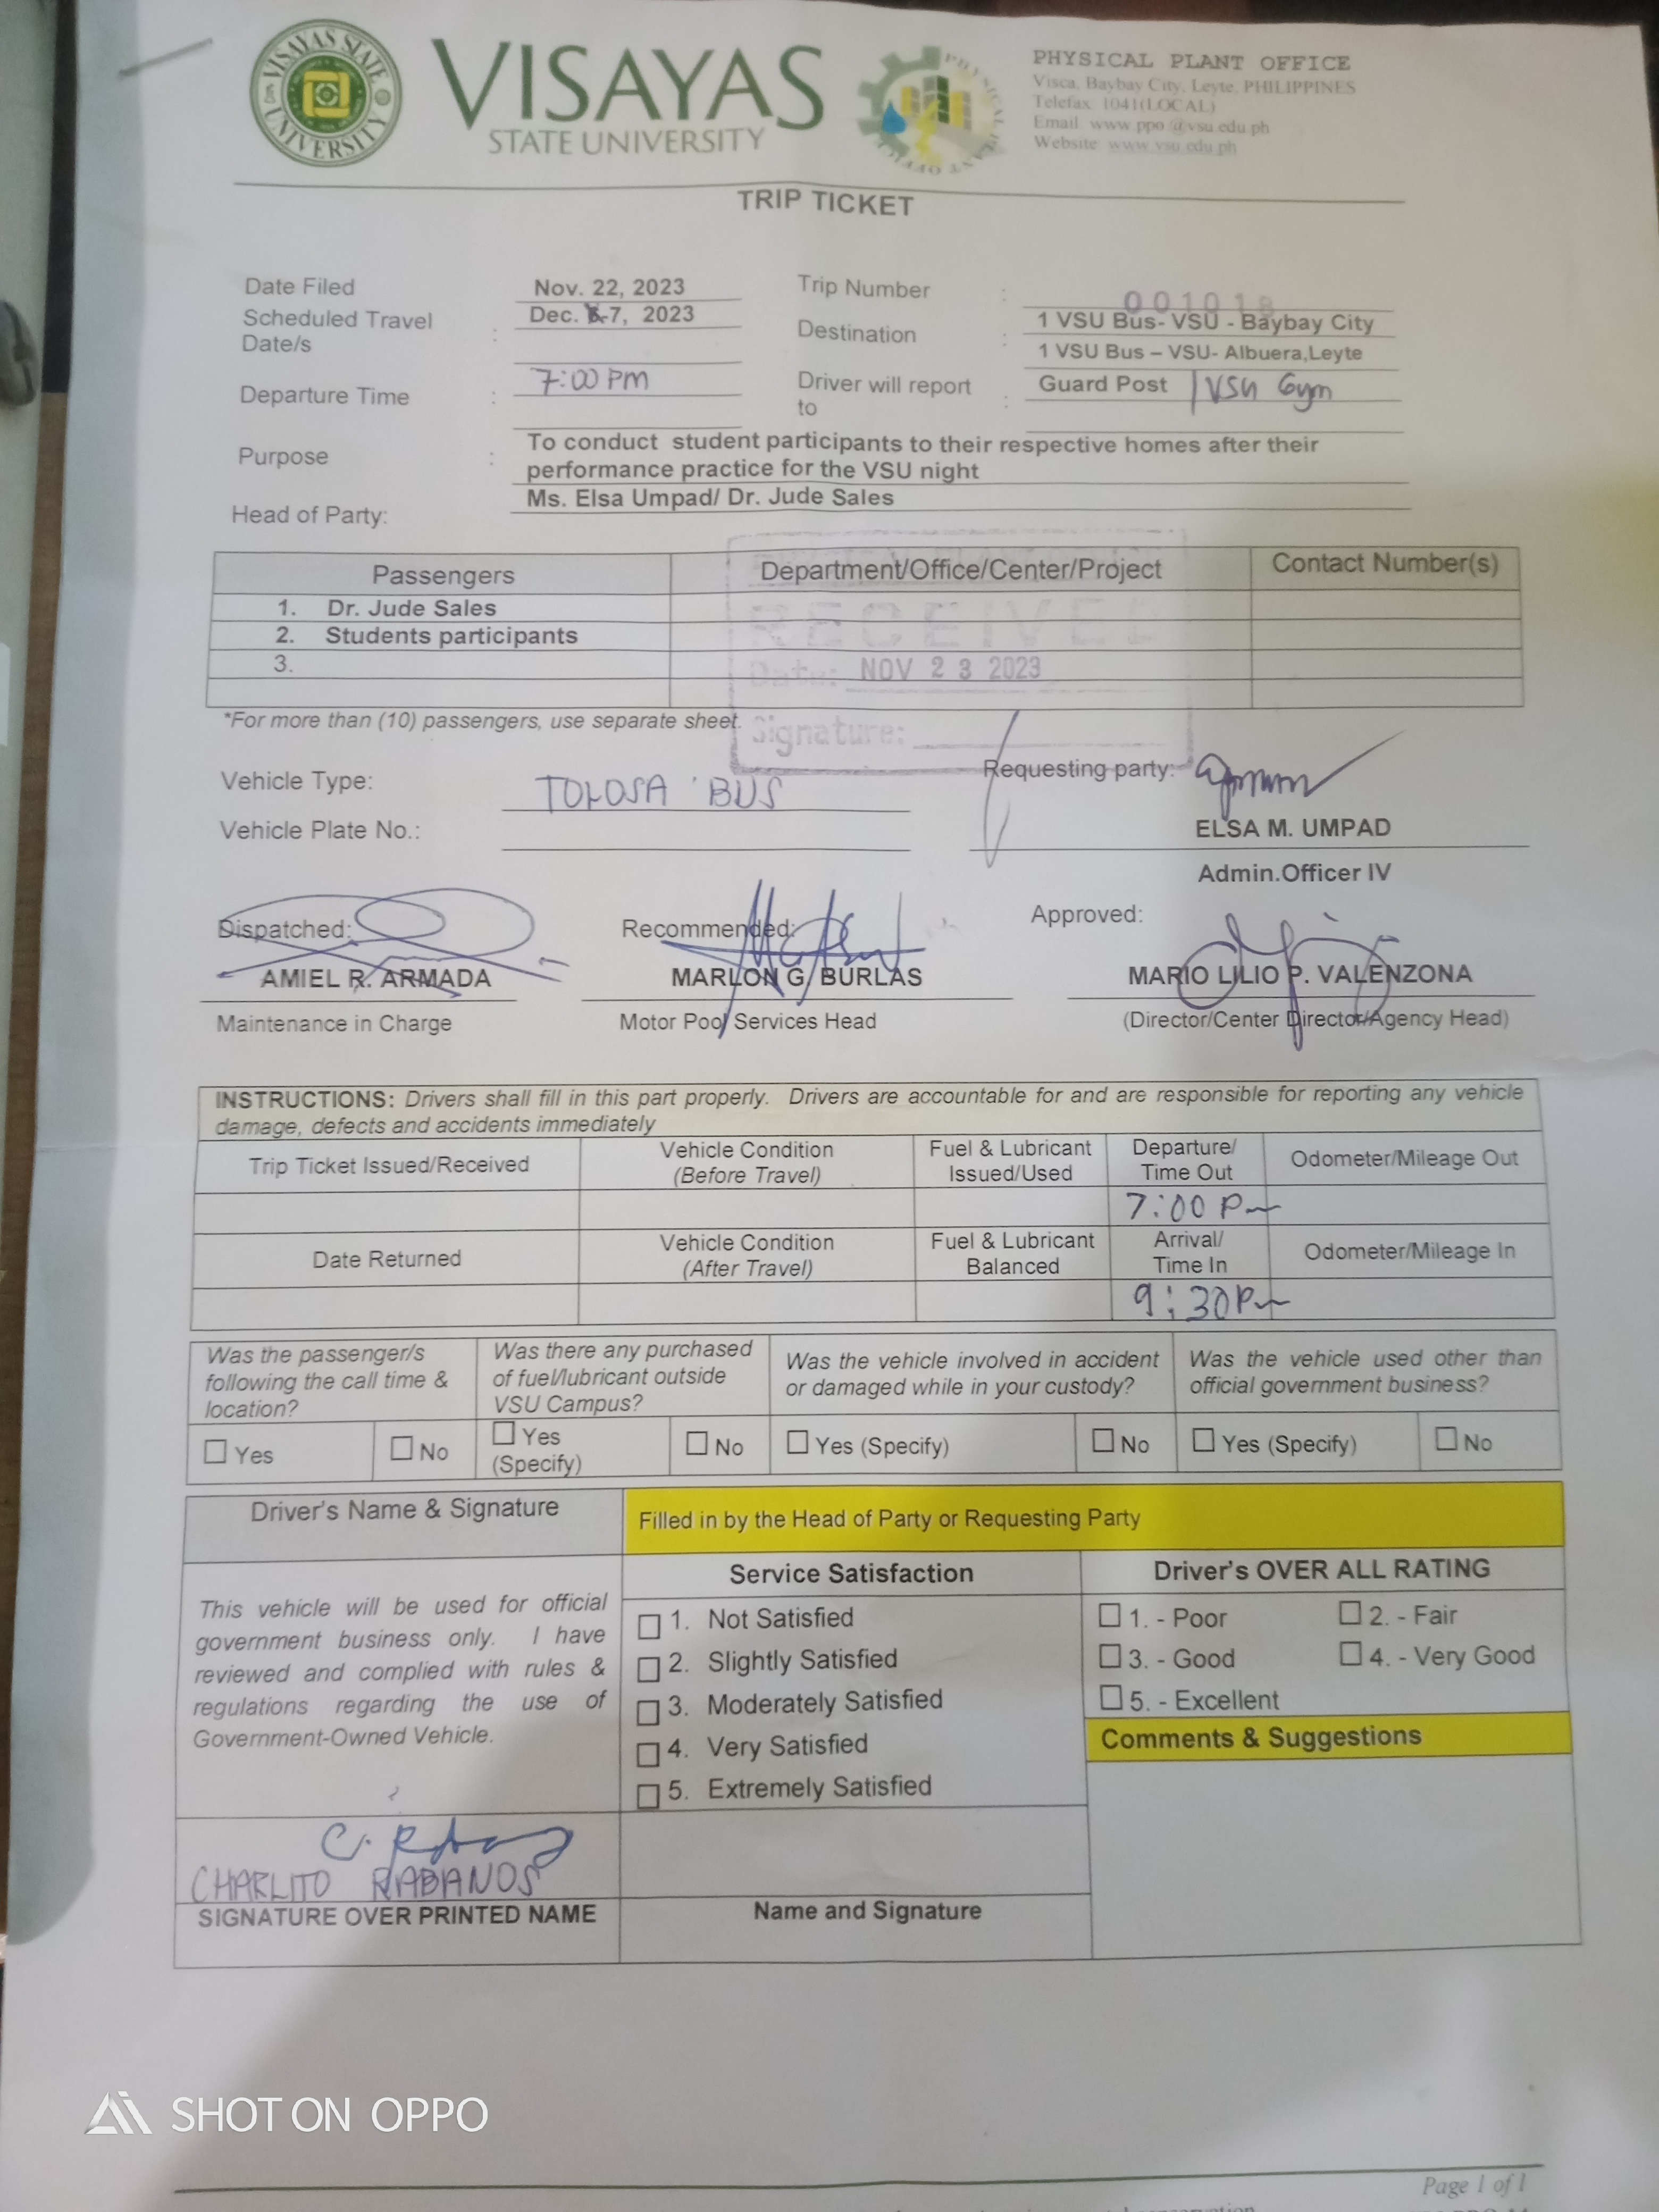 VISAYAS STATE UNIVERSITY
VISAYAS
STATE UNIVERSITY
PHYSICAL PLANT OFFICE
Visca, Baybay City, Leyte, PHILIPPINES
Telefax: 1041(LOCAL)
Email: www.ppo@vsu.edu.ph
Website: www.vsu.edu.ph
TRIP TICKET
Date Filed Nov. 22, 2023 Trip Number : 001018
Scheduled Travel Date/s : Dec. 6-7, 2023 Destination : 1 VSU Bus- VSU - Baybay City
1 VSU Bus – VSU- Albuera,Leyte
Departure Time : 7:00 PM Driver will report to : Guard Post / VSU Gym
Purpose : To conduct student participants to their respective homes after their
performance practice for the VSU night
Head of Party: Ms. Elsa Umpad/ Dr. Jude Sales
Passengers Department/Office/Center/Project Contact Number(s)
1. Dr. Jude Sales
2. Students participants
3.
RECEIVED
Date: NOV 23 2023
Signature:
*For more than (10) passengers, use separate sheet.
Vehicle Type: TOLOSA BUS Requesting party:
Vehicle Plate No.: ELSA M. UMPAD
Admin.Officer IV
Dispatched: Recommended: Approved:
AMIEL R. ARMADA MARLON G. BURLAS MARIO LILIO P. VALENZONA
Maintenance in Charge Motor Pool Services Head (Director/Center Director/Agency Head)
INSTRUCTIONS: Drivers shall fill in this part properly. Drivers are accountable for and are responsible for reporting any vehicle
damage, defects and accidents immediately
Trip Ticket Issued/Received Vehicle Condition (Before Travel) Fuel & Lubricant Issued/Used Departure/ Time Out Odometer/Mileage Out
7:00 Pm
Date Returned Vehicle Condition (After Travel) Fuel & Lubricant Balanced Arrival/ Time In Odometer/Mileage In
9:30 Pm
Was the passenger/s following the call time & location? Was there any purchased of fuel/lubricant outside VSU Campus? Was the vehicle involved in accident or damaged while in your custody? Was the vehicle used other than official government business?
☐ Yes ☐ No ☐ Yes (Specify) ☐ No ☐ Yes (Specify) ☐ No ☐ Yes (Specify) ☐ No
Driver's Name & Signature Filled in by the Head of Party or Requesting Party
Service Satisfaction Driver's OVER ALL RATING
This vehicle will be used for official
government business only. I have
reviewed and complied with rules &
regulations regarding the use of
Government-Owned Vehicle.
☐ 1. Not Satisfied
☐ 2. Slightly Satisfied
☐ 3. Moderately Satisfied
☐ 4. Very Satisfied
☐ 5. Extremely Satisfied
☐ 1. - Poor ☐ 2. - Fair
☐ 3. - Good ☐ 4. - Very Good
☐ 5. - Excellent
Comments & Suggestions
CHARLITO RABANOS
SIGNATURE OVER PRINTED NAME Name and Signature
SHOT ON OPPO
Page 1 of 1